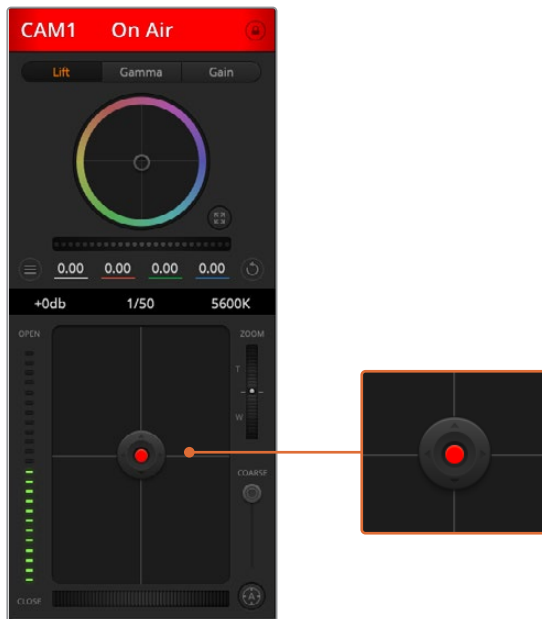 CAM1 On Air
Lift Gamma Gain
0.00 0.00 0.00 0.00
+0db 1/50 5600K
OPEN ZOOM
T
W
COARSE
A
CLOSE